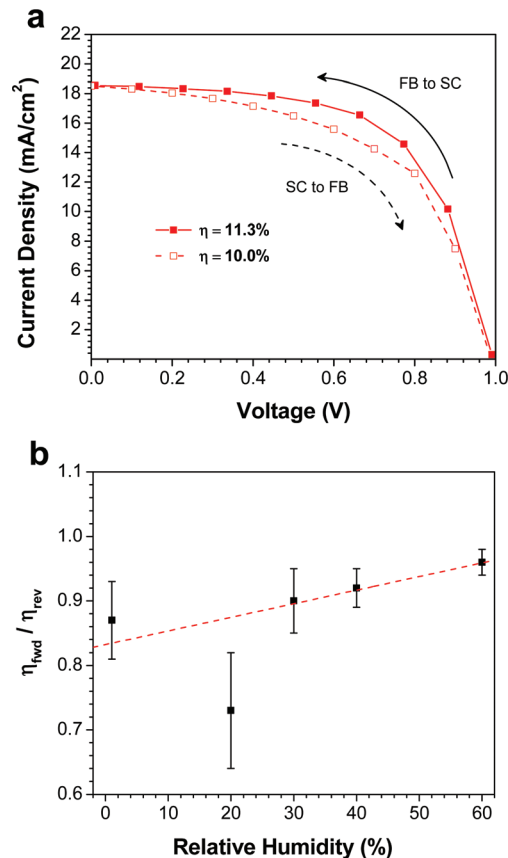 a
22
20
18
16
14
12
10
8
6
4
2
0.0 0.2 0.4 0.6 0.8 1.0
Current Density (mA/cm²)
Voltage (V)
FB to SC
SC to FB
η = 11.3%
η = 10.0%
b
1.1
1.0
0.9
0.8
0.7
0.6
0 10 20 30 40 50 60
η_fwd / η_rev
Relative Humidity (%)